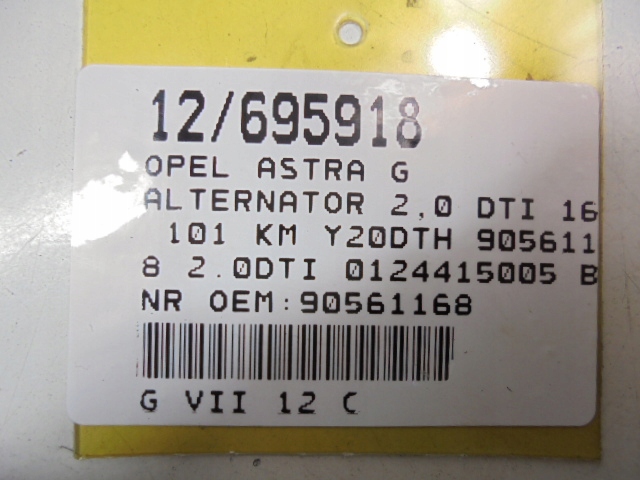 12/695918
OPEL ASTRA G
ALTERNATOR 2,0 DTI 16
101 KM Y20DTH 905611
8 2.0DTI 0124415005 B
NR OEM:90561168
G VII 12 C